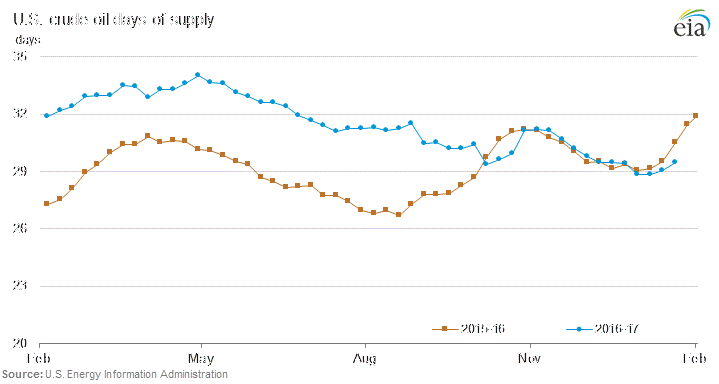 U.S. crude oil days of supply
days
eia
35
32
29
26
23
20
Feb
May
Aug
Nov
Feb
2015-16
2016-17
Source: U.S. Energy Information Administration